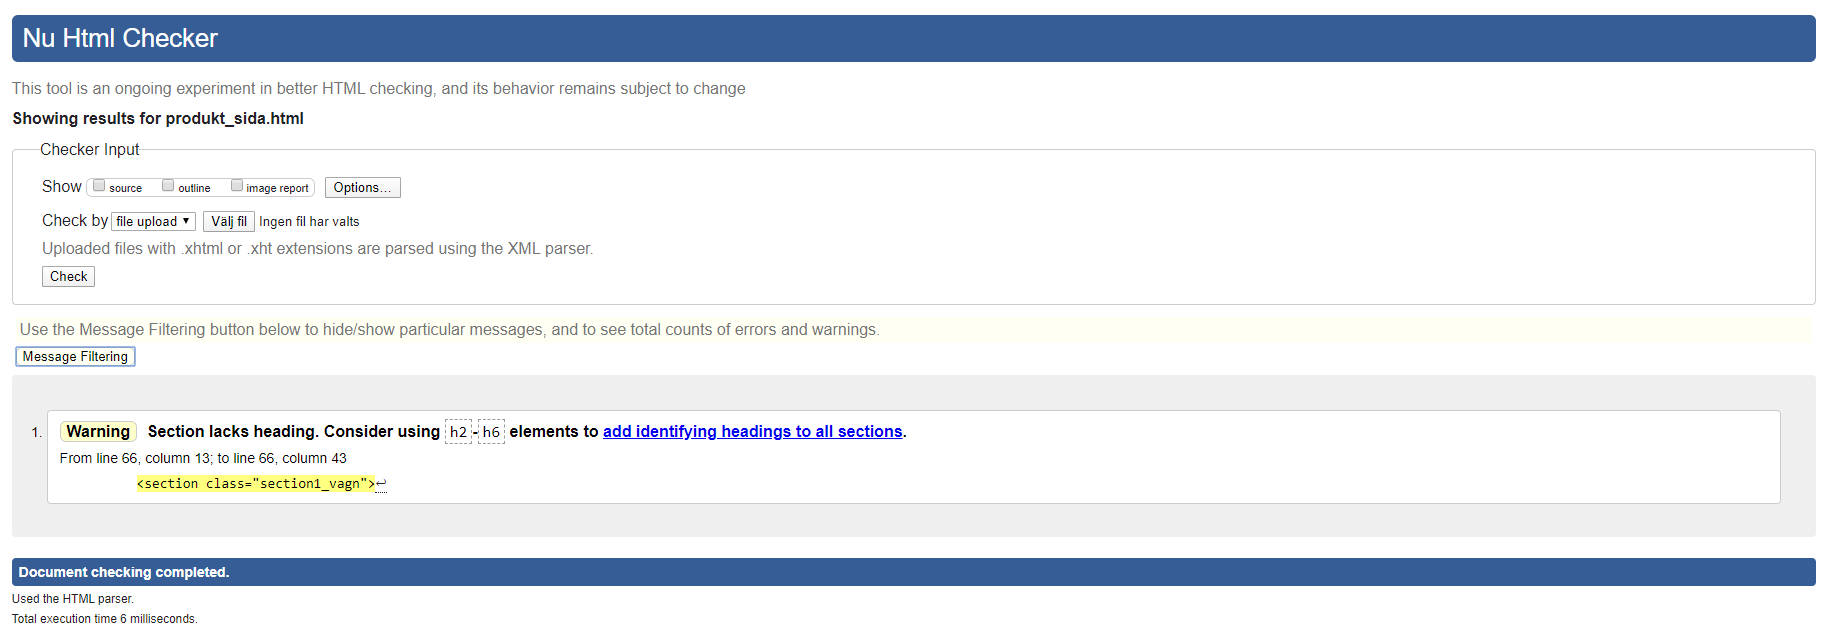 Nu Html Checker
This tool is an ongoing experiment in better HTML checking, and its behavior remains subject to change
Showing results for produkt_sida.html
Checker Input
Show source outline image report Options...
Check by file upload ▼ Välj fil Ingen fil har valts
Uploaded files with .xhtml or .xht extensions are parsed using the XML parser.
Check
Use the Message Filtering button below to hide/show particular messages, and to see total counts of errors and warnings.
Message Filtering
1. Warning Section lacks heading. Consider using h2-h6 elements to add identifying headings to all sections.
From line 66, column 13; to line 66, column 43
<section class="section1_vagn">↩
Document checking completed.
Used the HTML parser.
Total execution time 6 milliseconds.